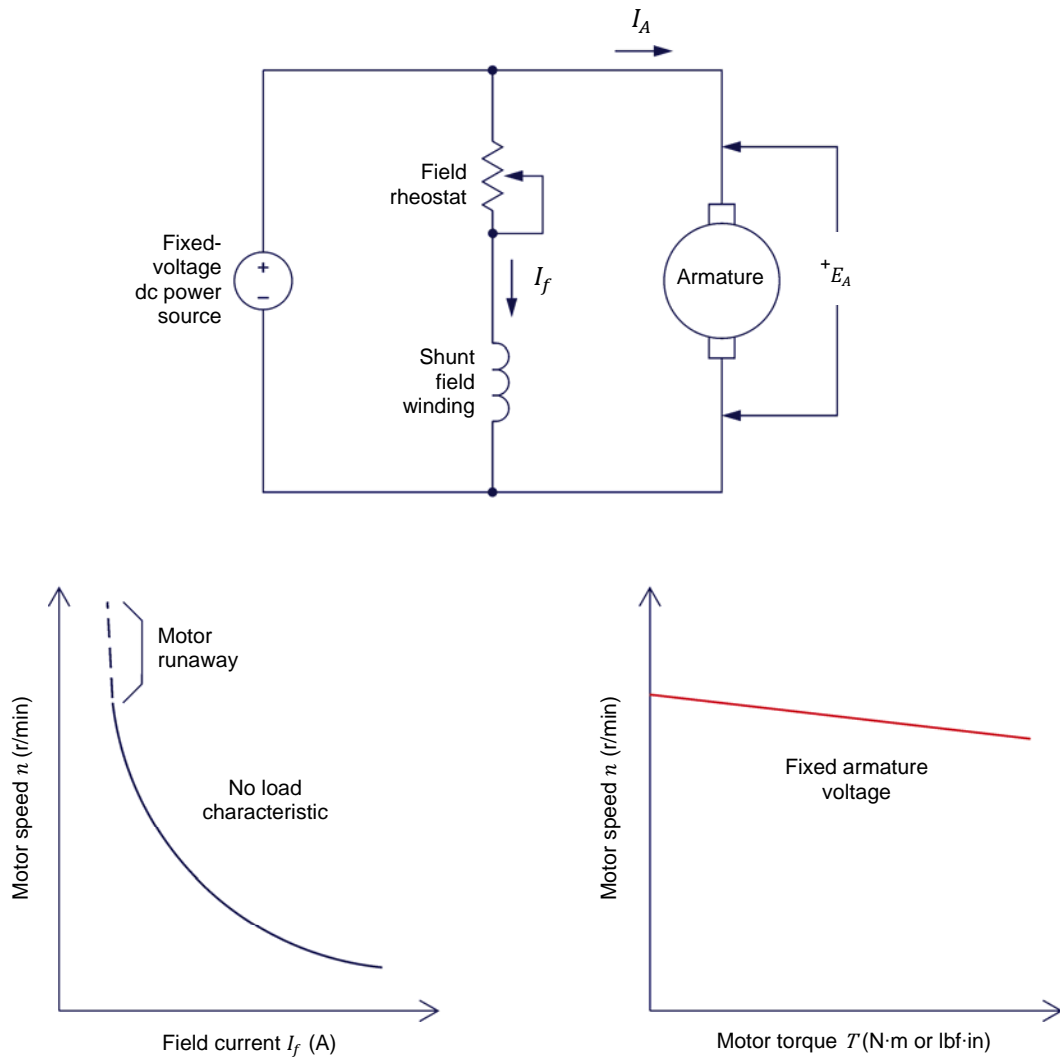 I_A
Field
rheostat
Fixed-
voltage
dc power
source
+
−
I_f
Armature
+E_A
Shunt
field
winding
Motor speed n (r/min)
Motor
runaway
No load
characteristic
Field current I_f (A)
Motor speed n (r/min)
Fixed armature
voltage
Motor torque T (N·m or lbf·in)